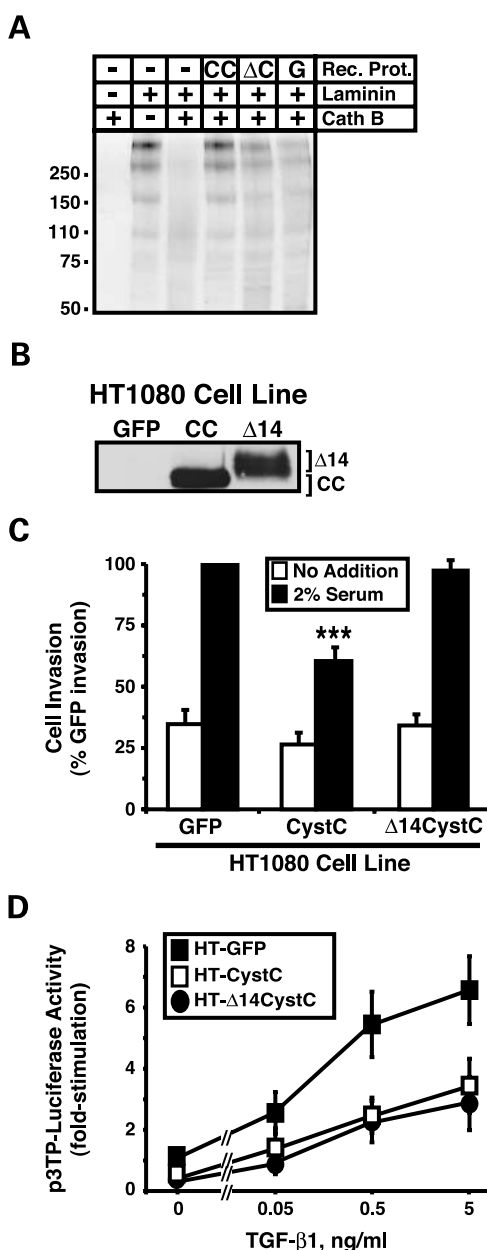 A
- - - CC ΔC G Rec. Prot.
- + + + + + Laminin
+ - + + + + Cath B
250
150
110
75
50
B
HT1080 Cell Line
GFP CC Δ14
Δ14
CC
C
Cell Invasion
(% GFP invasion)
100
75
50
25
0
No Addition
2% Serum
***
GFP CystC Δ14CystC
HT1080 Cell Line
D
p3TP-Luciferase Activity
(fold-stimulation)
8
6
4
2
0
HT-GFP
HT-CystC
HT-Δ14CystC
0 0.05 0.5 5
TGF-β1, ng/ml